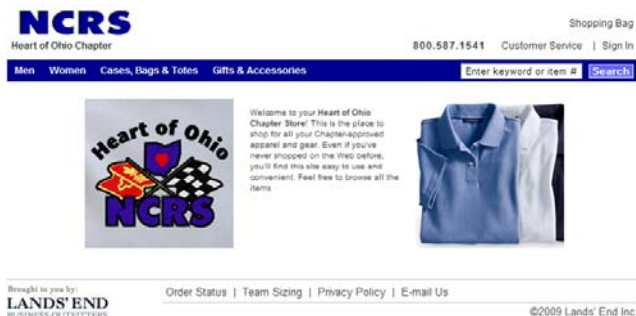 NCRS
Heart of Ohio Chapter
Shopping Bag
800.587.1541 Customer Service | Sign In
Men Women Cases, Bags & Totes Gifts & Accessories Enter keyword or item # Search
Heart of Ohio
NCRS
Welcome to your Heart of Ohio
Chapter Store! This is the place to
shop for all your Chapter-approved
apparel and gear. Even if you've
never shopped on the Web before,
you'll find this site easy to use and
convenient. Feel free to browse all the
items
Brought to you by:
LANDS' END
BUSINESS OUTFITTERS
Order Status | Team Sizing | Privacy Policy | E-mail Us
©2009 Lands' End Inc